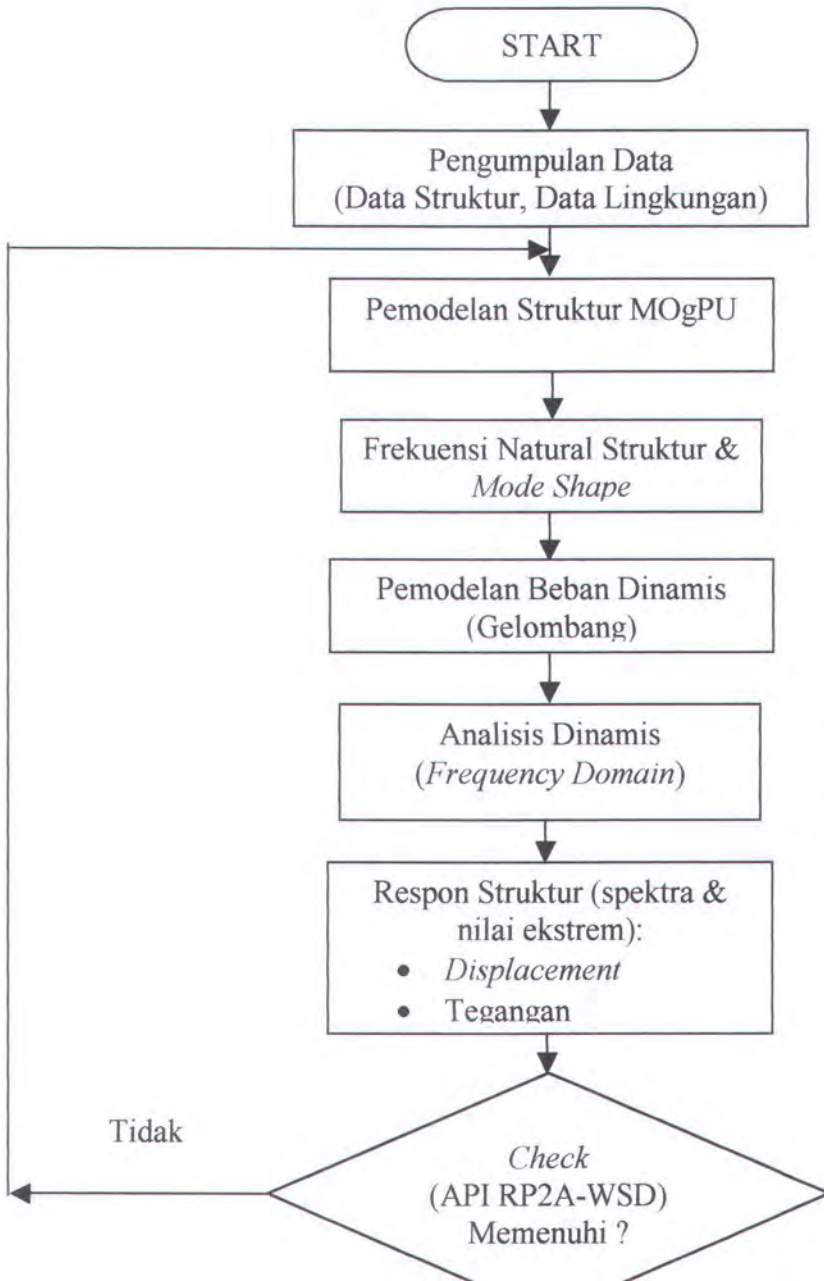 START
Pengumpulan Data
(Data Struktur, Data Lingkungan)
Pemodelan Struktur MOgPU
Frekuensi Natural Struktur &
Mode Shape
Pemodelan Beban Dinamis
(Gelombang)
Analisis Dinamis
(Frequency Domain)
Respon Struktur (spektra &
nilai ekstrem):
• Displacement
• Tegangan
Tidak
Check
(API RP2A-WSD)
Memenuhi ?